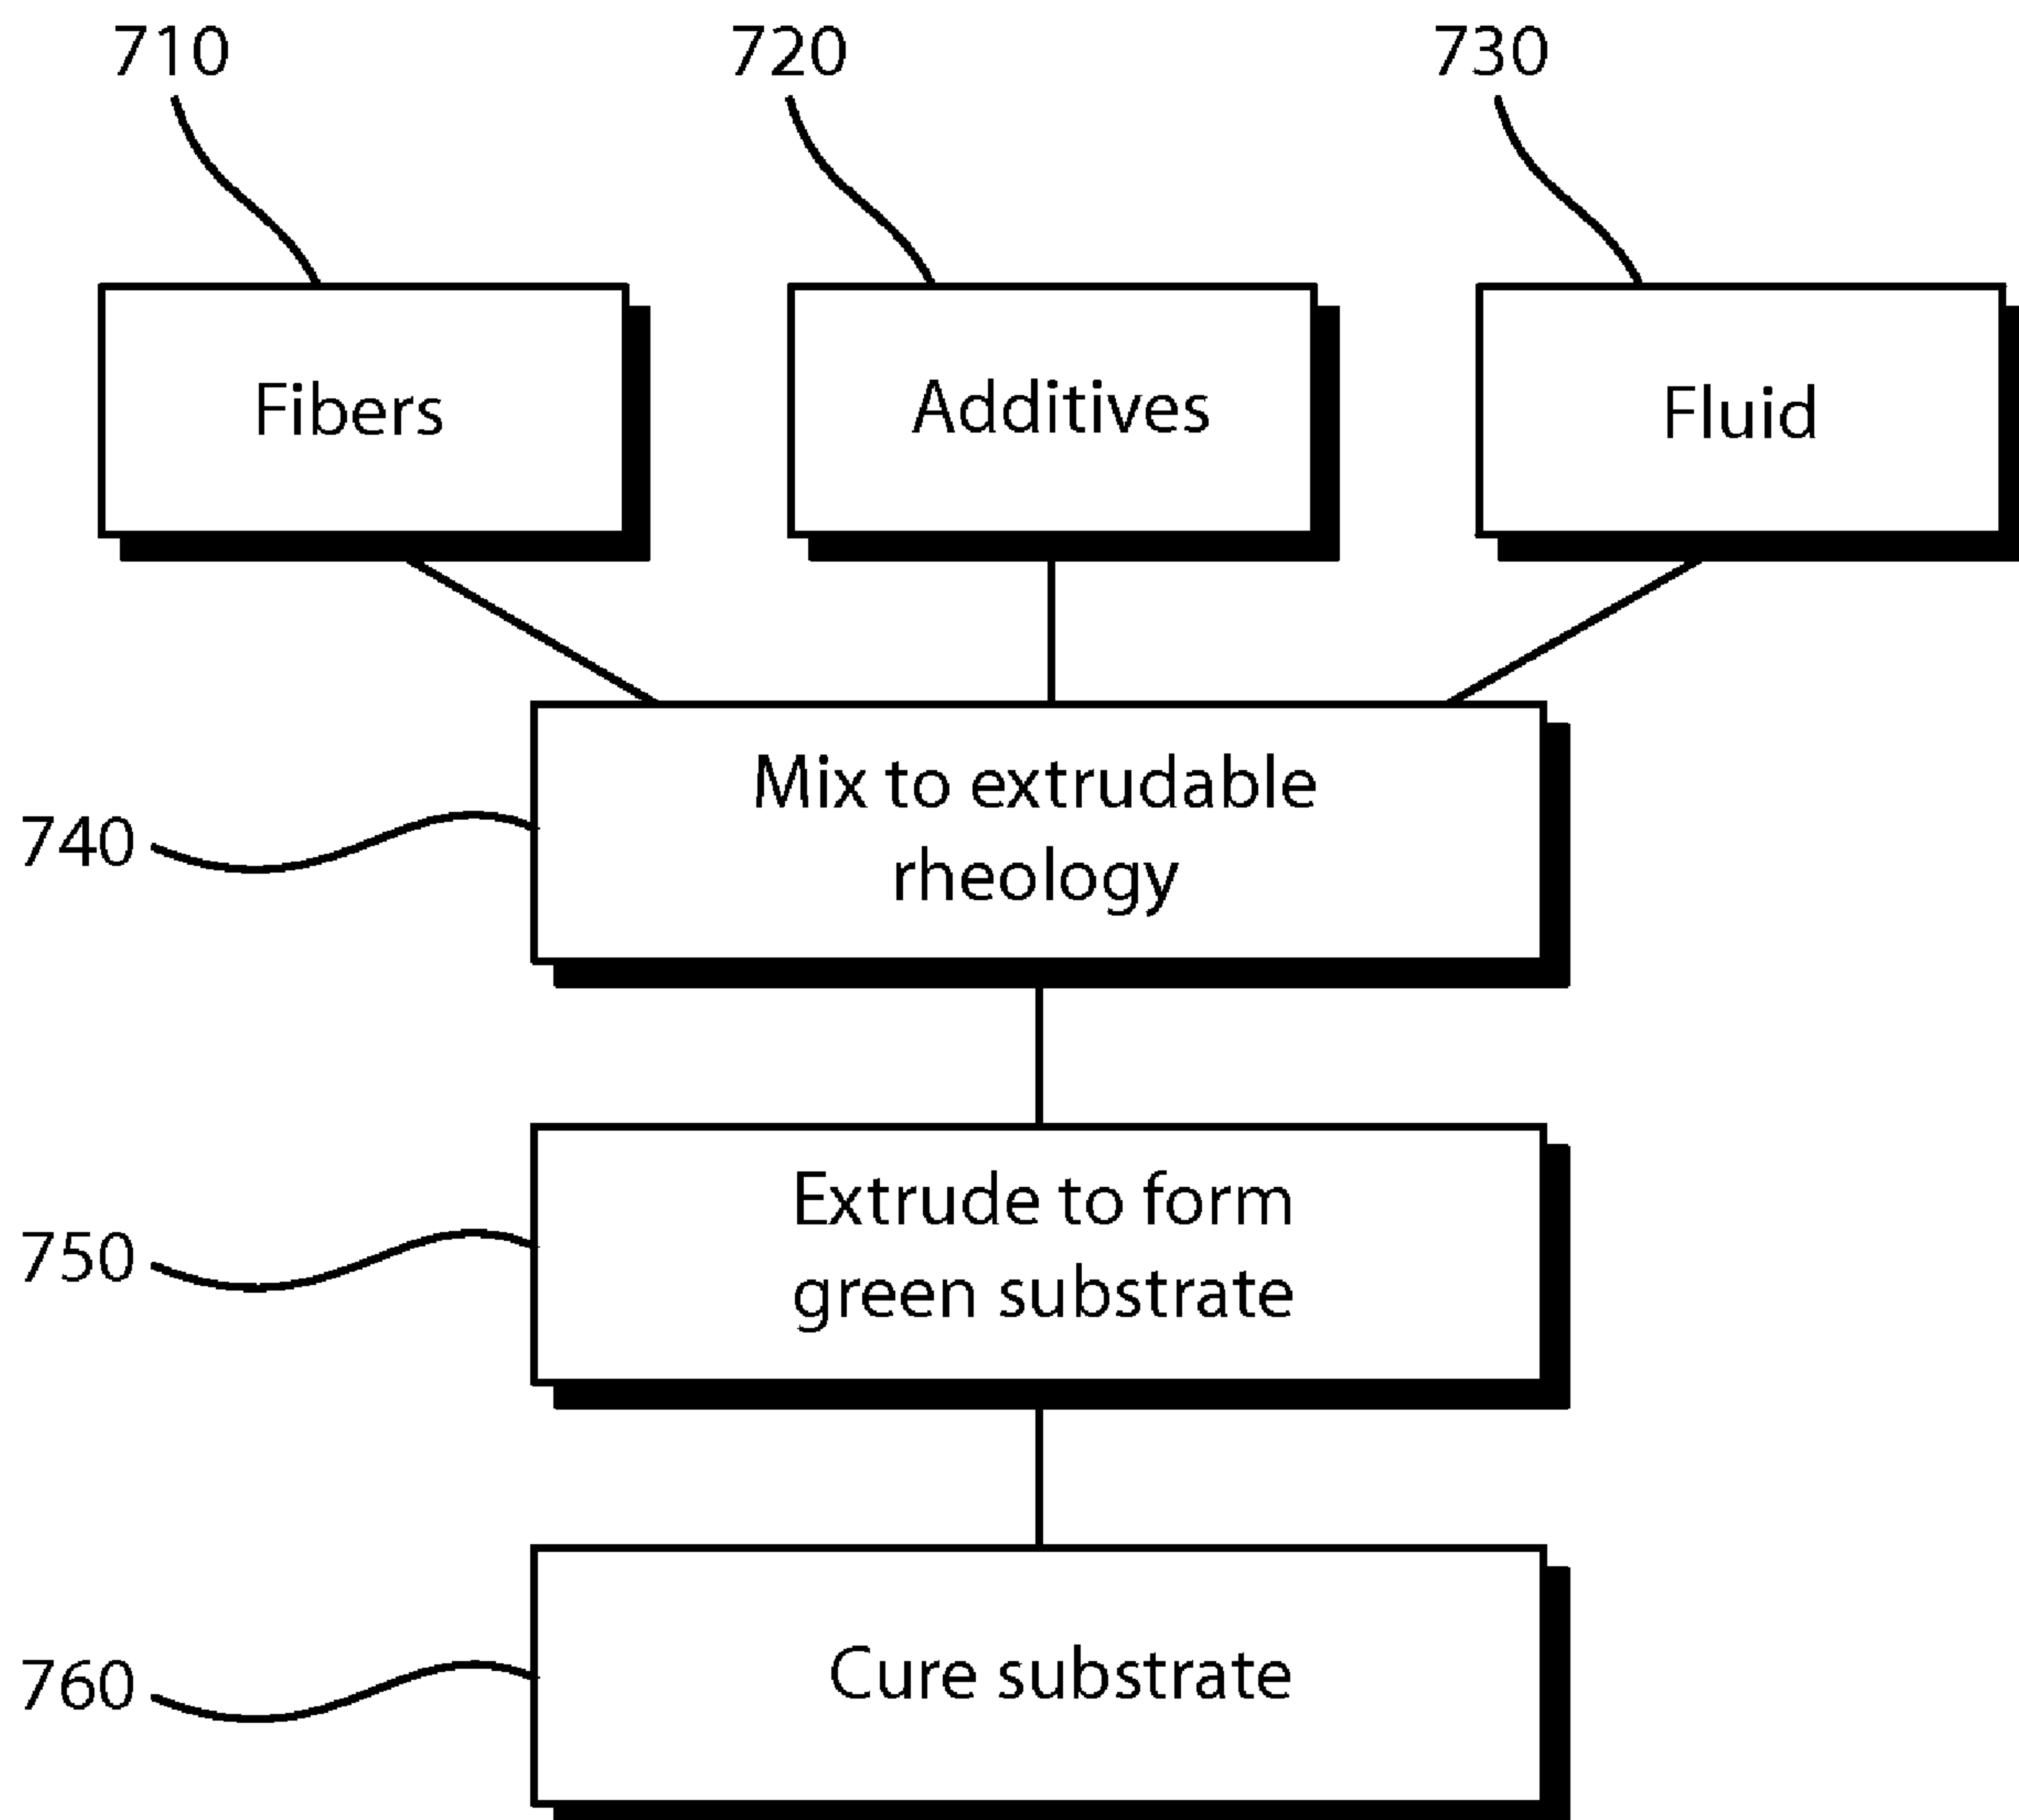 710
720
730
Fibers
Additives
Fluid
740
Mix to extrudable
rheology
750
Extrude to form
green substrate
760
Cure substrate